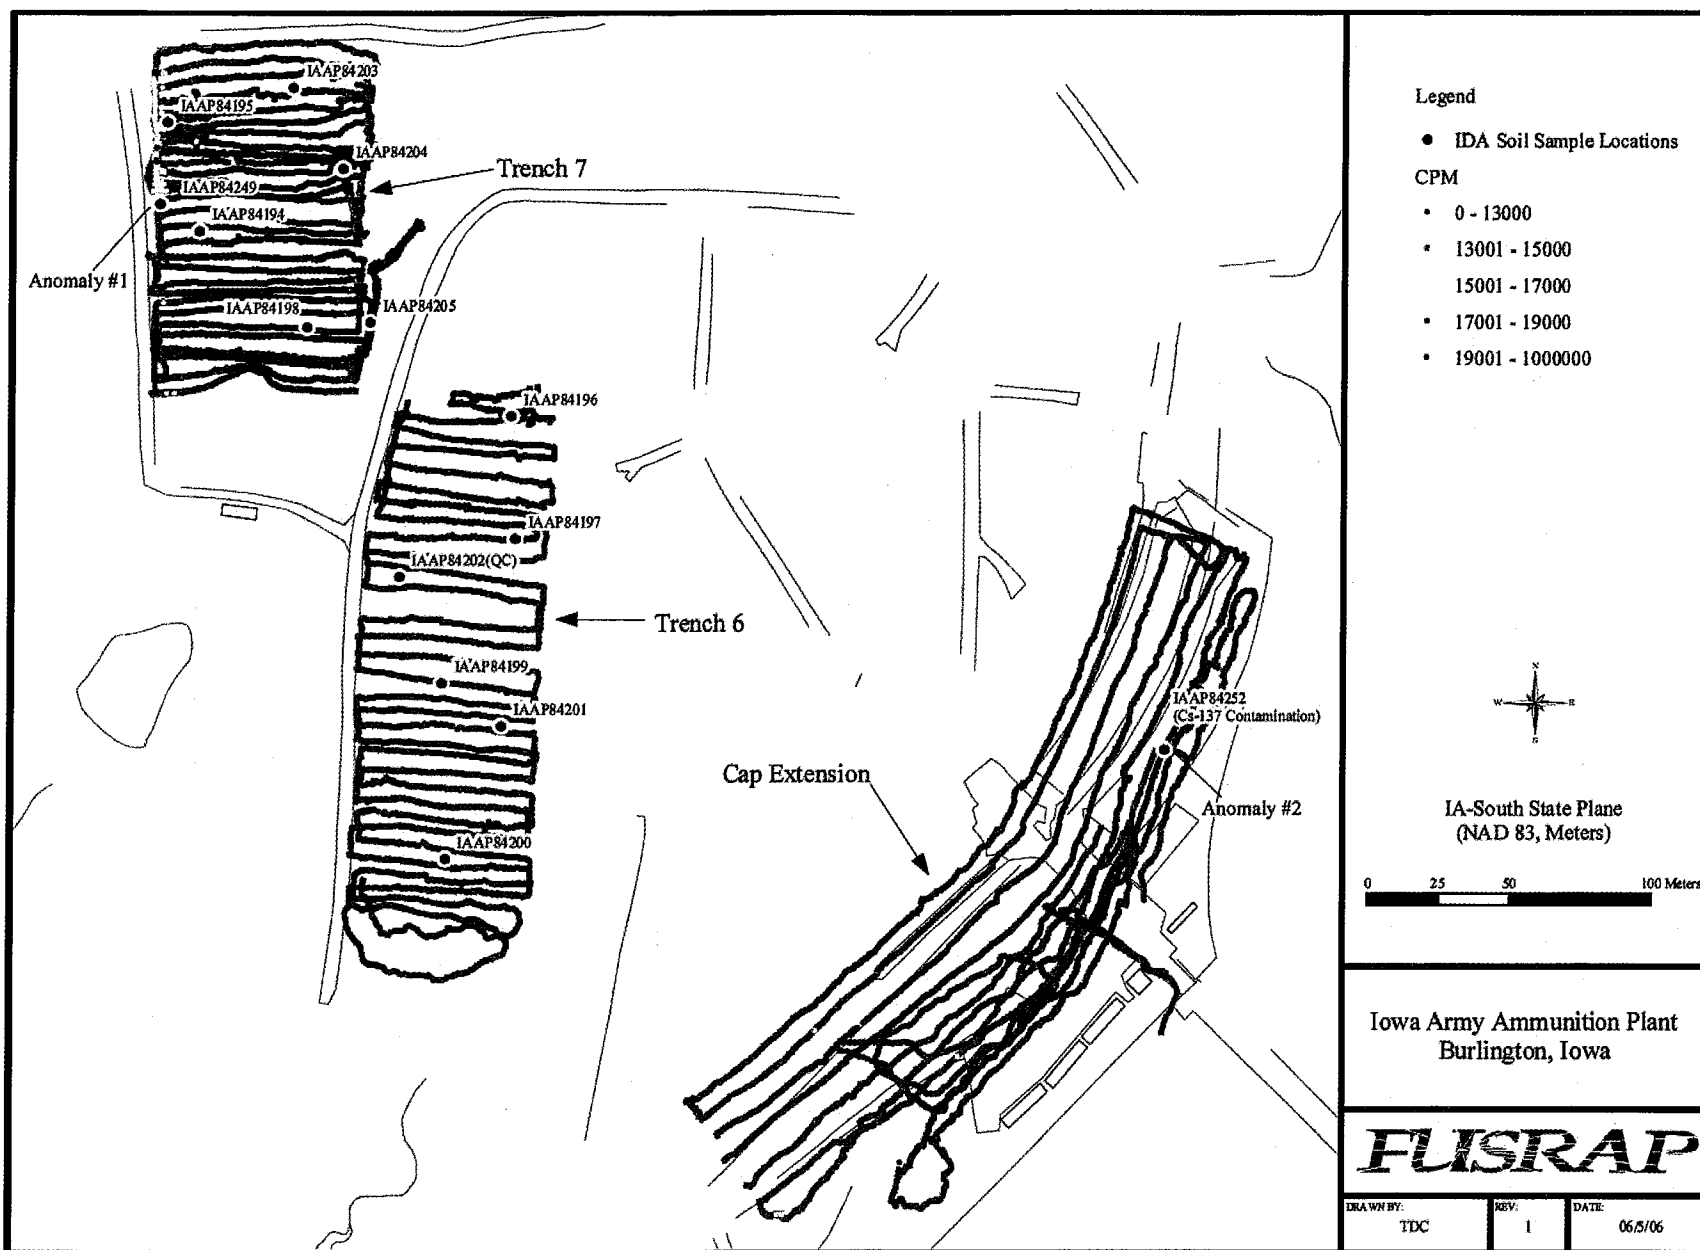 IAAP84203
IAAP84195
IAAP84204
Trench 7
IAAP84249
IAAP84194
Anomaly #1
IAAP84198
IAAP84205
IAAP84196
IAAP84197
IAAP84202(QC)
Trench 6
IAAP84199
IAAP84201
IAAP84200
IAAP84252
(Cs-137 Contamination)
Cap Extension
Anomaly #2
Legend
IDA Soil Sample Locations
CPM
0 - 13000
13001 - 15000
15001 - 17000
17001 - 19000
19001 - 1000000
N
W
E
S
IA-South State Plane
(NAD 83, Meters)
0 25 50 100 Meters
Iowa Army Ammunition Plant
Burlington, Iowa
FUSRAP
DRAWN BY:
TDC
REV:
1
DATE:
06/5/06